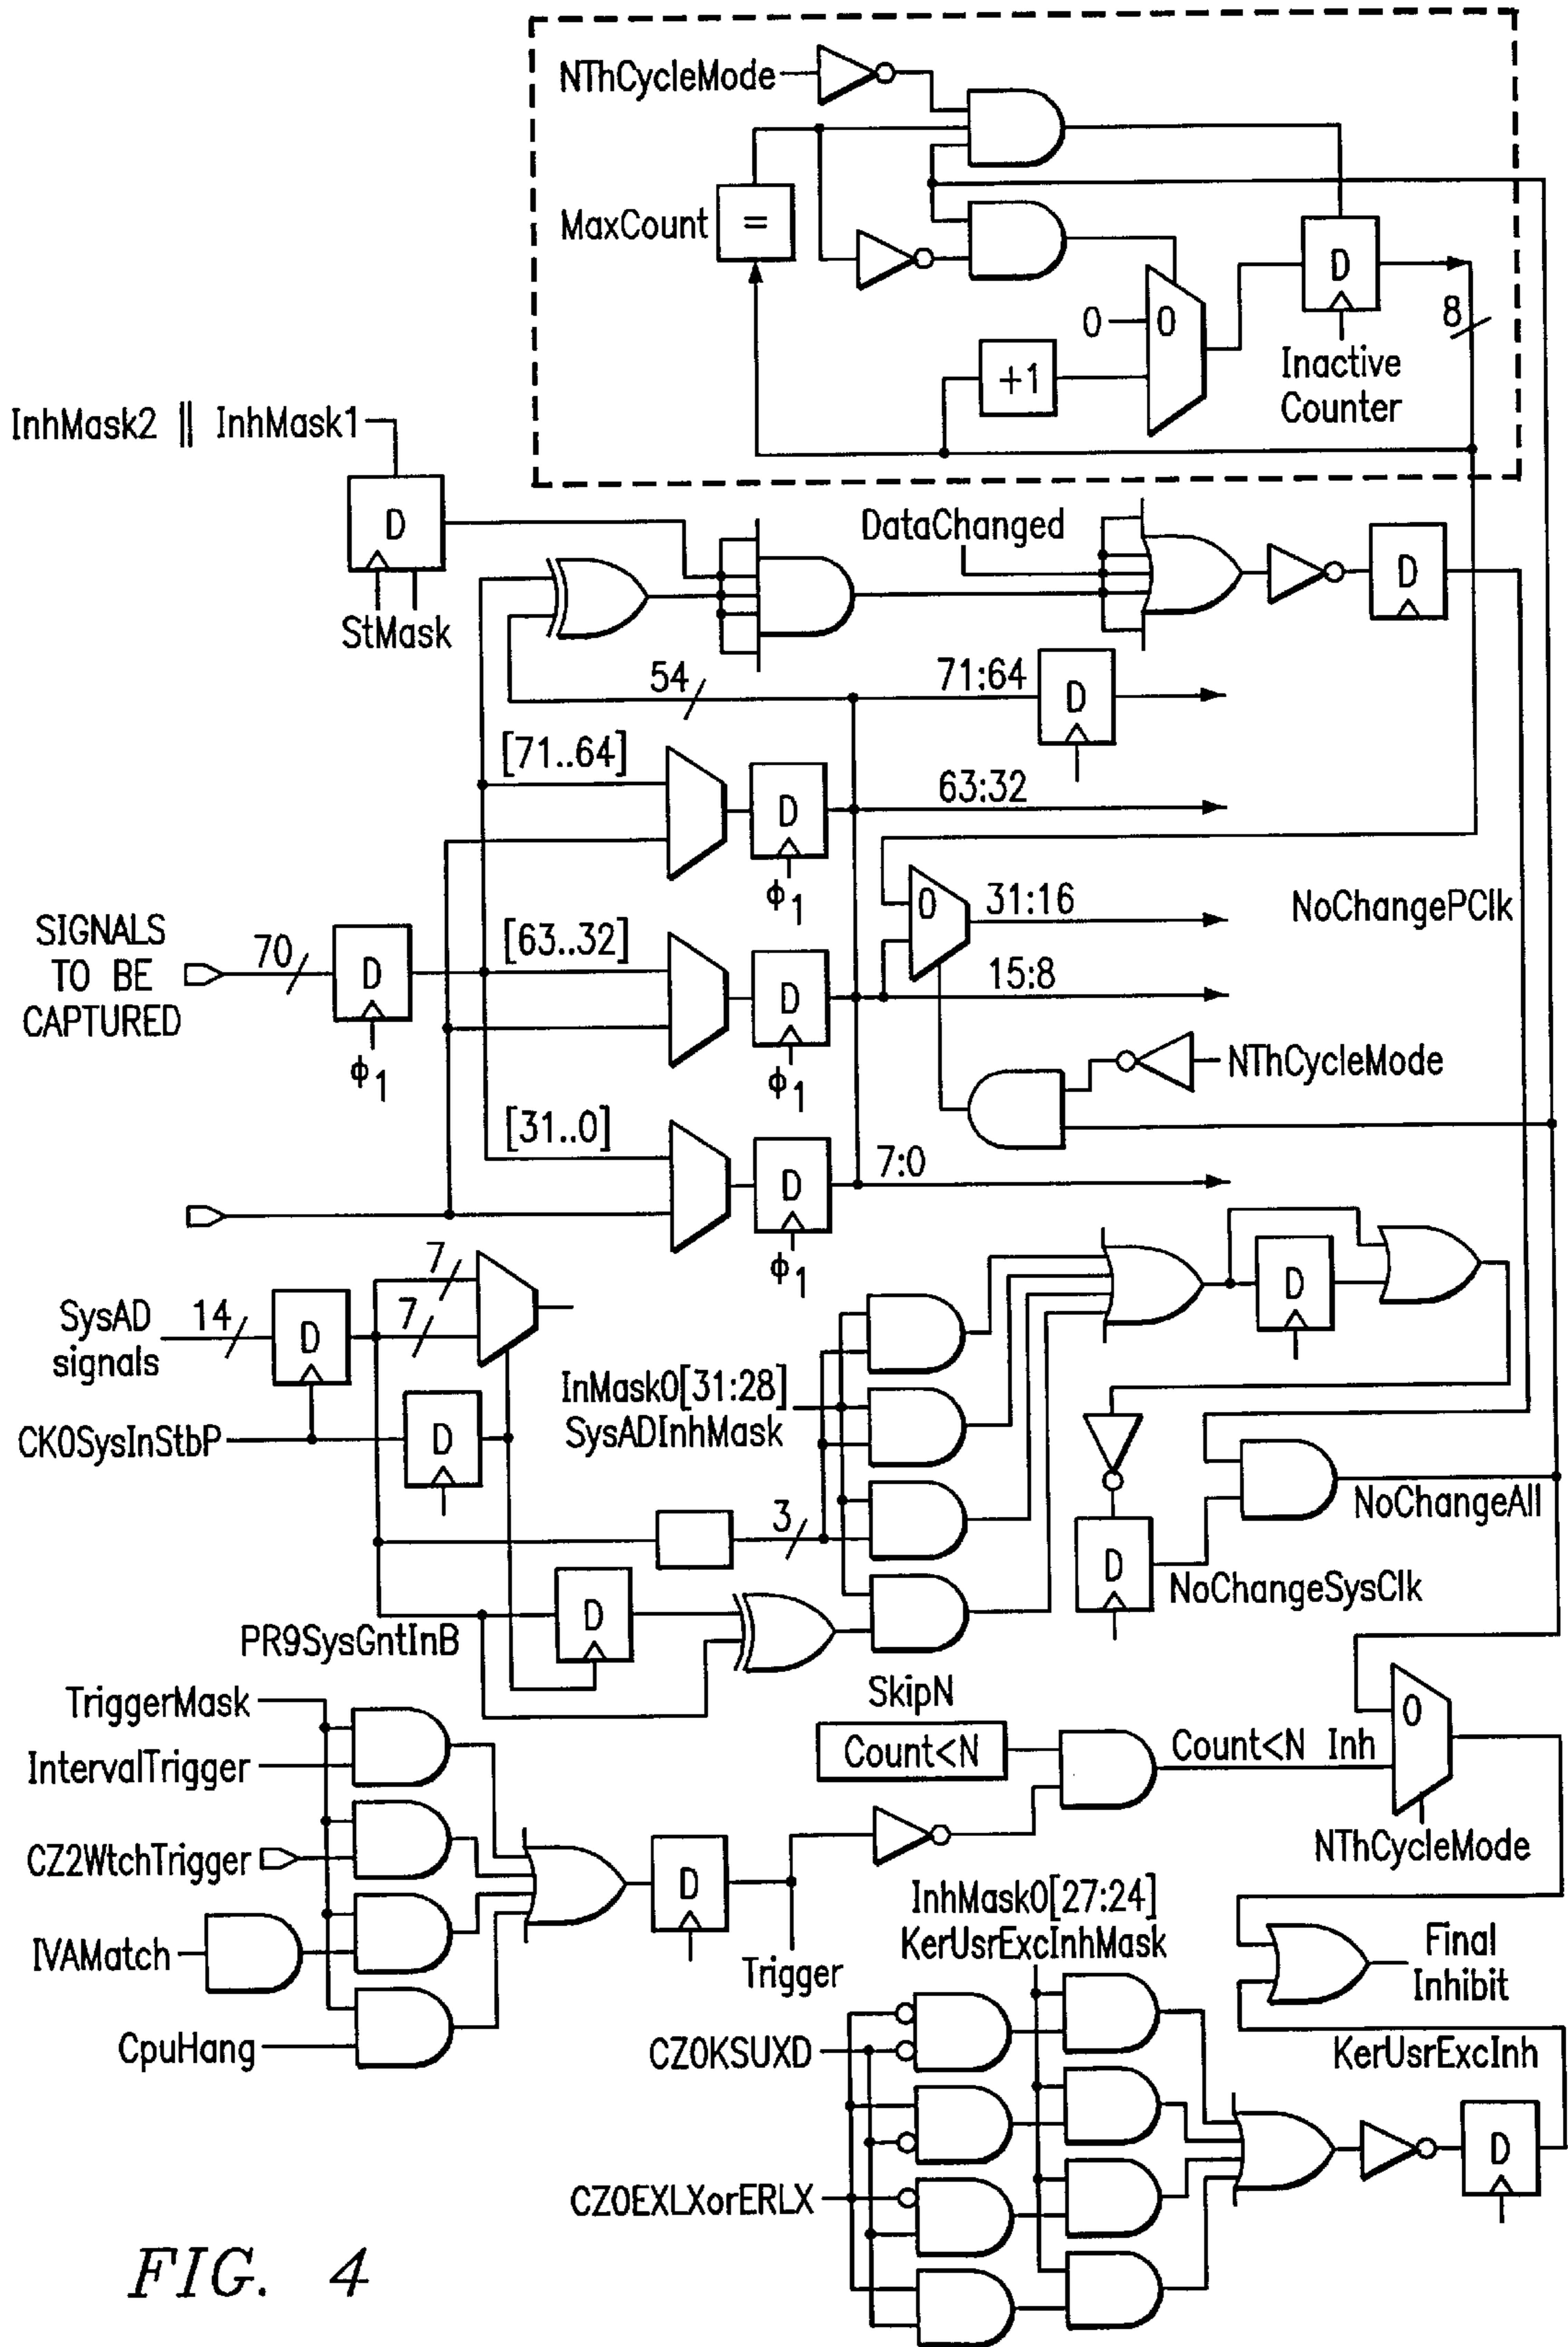 NThCycleMode
MaxCount
=
D
8
0
0
+1
Inactive
Counter
InhMask2 || InhMask1
D
StMask
DataChanged
D
54
71:64
D
[71..64]
D
63:32
ϕ1
0
31:16
NoChangePClk
SIGNALS
TO BE
CAPTURED
70
D
ϕ1
[63..32]
D
15:8
ϕ1
NThCycleMode
[31..0]
D
7:0
ϕ1
7
7
SysAD
signals
14
D
D
InMask0[31:28]
SysADInhMask
CK0SysInStbP
D
NoChangeAll
3
D
NoChangeSysClk
D
PR9SysGntInB
TriggerMask
SkipN
0
IntervalTrigger
Count<N
Count<N Inh
CZ2WtchTrigger
NThCycleMode
D
InhMask0[27:24]
KerUsrExcInhMask
IVAMatch
Trigger
Final
Inhibit
CpuHang
CZ0KSUXD
KerUsrExcInh
D
CZ0EXLXorERLX
FIG. 4